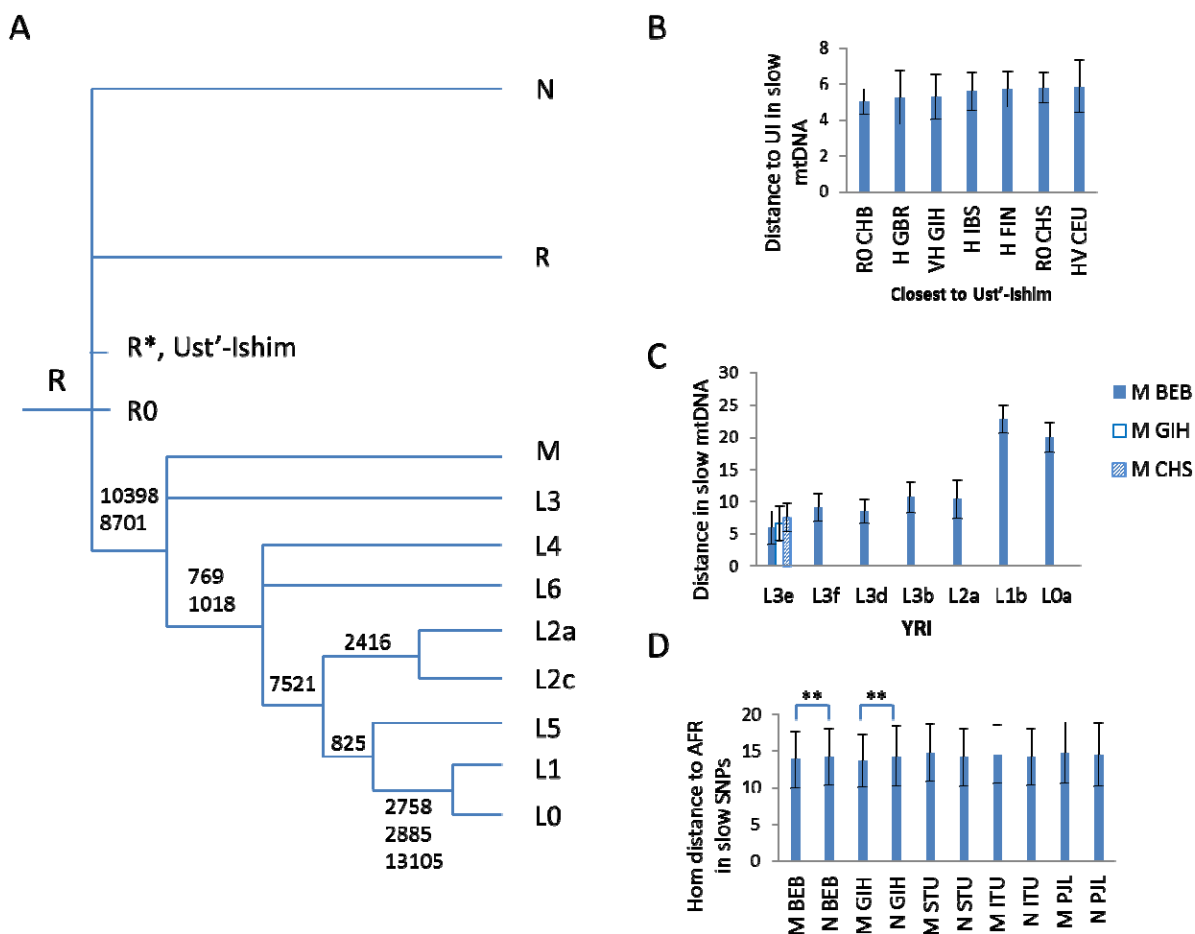 A
N
R
R*, Ust'-Ishim
R
R0
M
10398
8701
L3
769
1018
L4
L6
L2a
2416
7521
L2c
825
L5
L1
2758
2885
13105
L0
B
Distance to UI in slow
mtDNA
8
6
4
2
0
R0 CHB
H GBR
VH GIH
H IBS
H FIN
R0 CHS
HV CEU
Closest to Ust'-Ishim
C
Distance in slow mtDNA
30
25
20
15
10
5
0
L3e L3f L3d L3b L2a L1b L0a
YRI
M BEB
M GIH
M CHS
D
Hom distance to AFR
in slow SNPs
20
15
10
5
0
** **
M BEB
N BEB
M GIH
N GIH
M STU
N STU
M ITU
N ITU
M PJL
N PJL